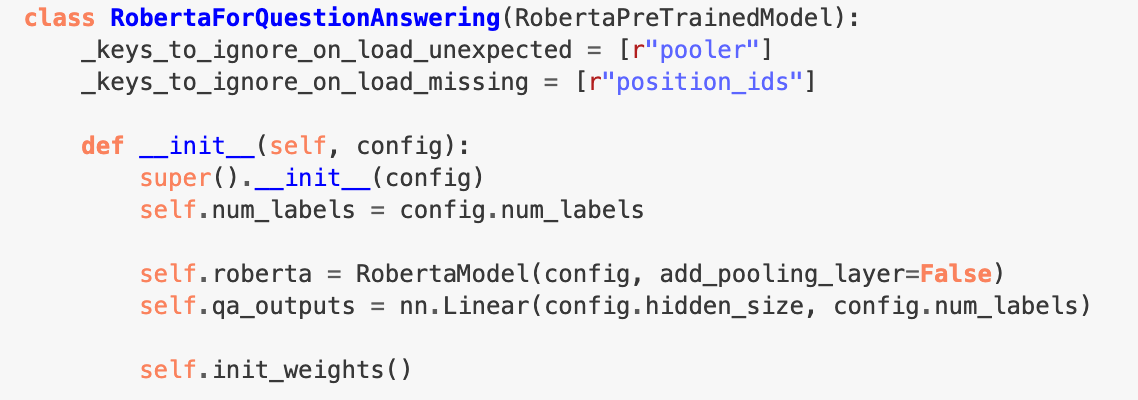 class RobertaForQuestionAnswering(RobertaPreTrainedModel):
    _keys_to_ignore_on_load_unexpected = [r"pooler"]
    _keys_to_ignore_on_load_missing = [r"position_ids"]

    def __init__(self, config):
        super().__init__(config)
        self.num_labels = config.num_labels

        self.roberta = RobertaModel(config, add_pooling_layer=False)
        self.qa_outputs = nn.Linear(config.hidden_size, config.num_labels)

        self.init_weights()